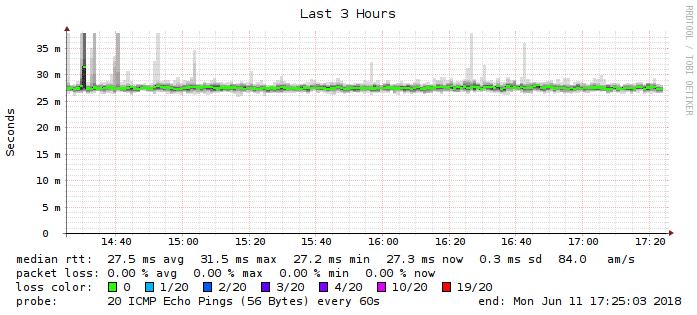 Last 3 Hours
RRDTOOL / TOBI OETIKER
Seconds
35 m
30 m
25 m
20 m
15 m
10 m
5 m
0
14:40 15:00 15:20 15:40 16:00 16:20 16:40 17:00 17:20
median rtt: 27.5 ms avg 31.5 ms max 27.2 ms min 27.3 ms now 0.3 ms sd 84.0 am/s
packet loss: 0.00 % avg 0.00 % max 0.00 % min 0.00 % now
loss color: 0 1/20 2/20 3/20 4/20 10/20 19/20
probe: 20 ICMP Echo Pings (56 Bytes) every 60s end: Mon Jun 11 17:25:03 2018